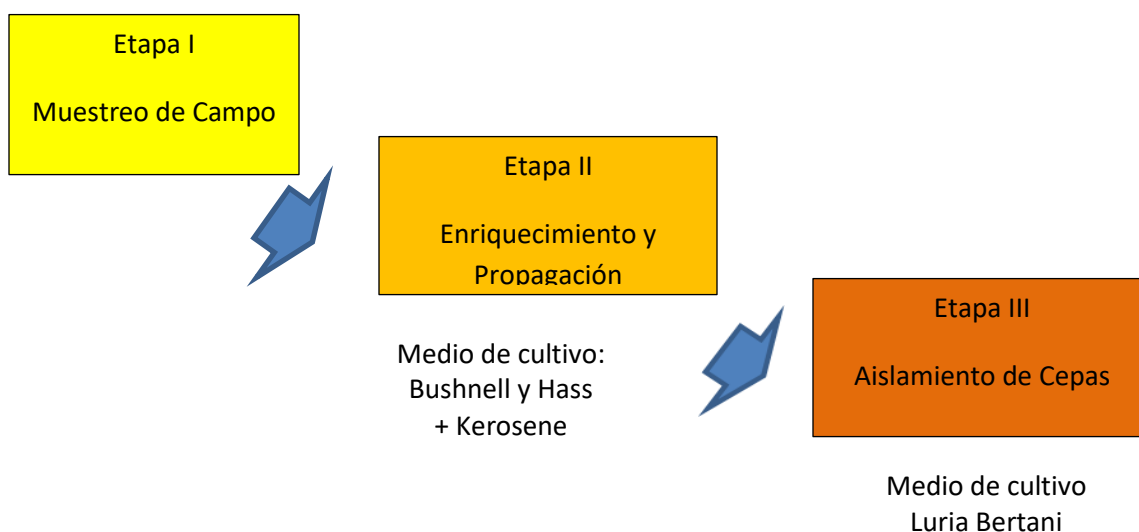 Etapa I
Muestreo de Campo
Etapa II
Enriquecimiento y
Propagación
Medio de cultivo:
Bushnell y Hass
+ Kerosene
Etapa III
Aislamiento de Cepas
Medio de cultivo
Luria Bertani